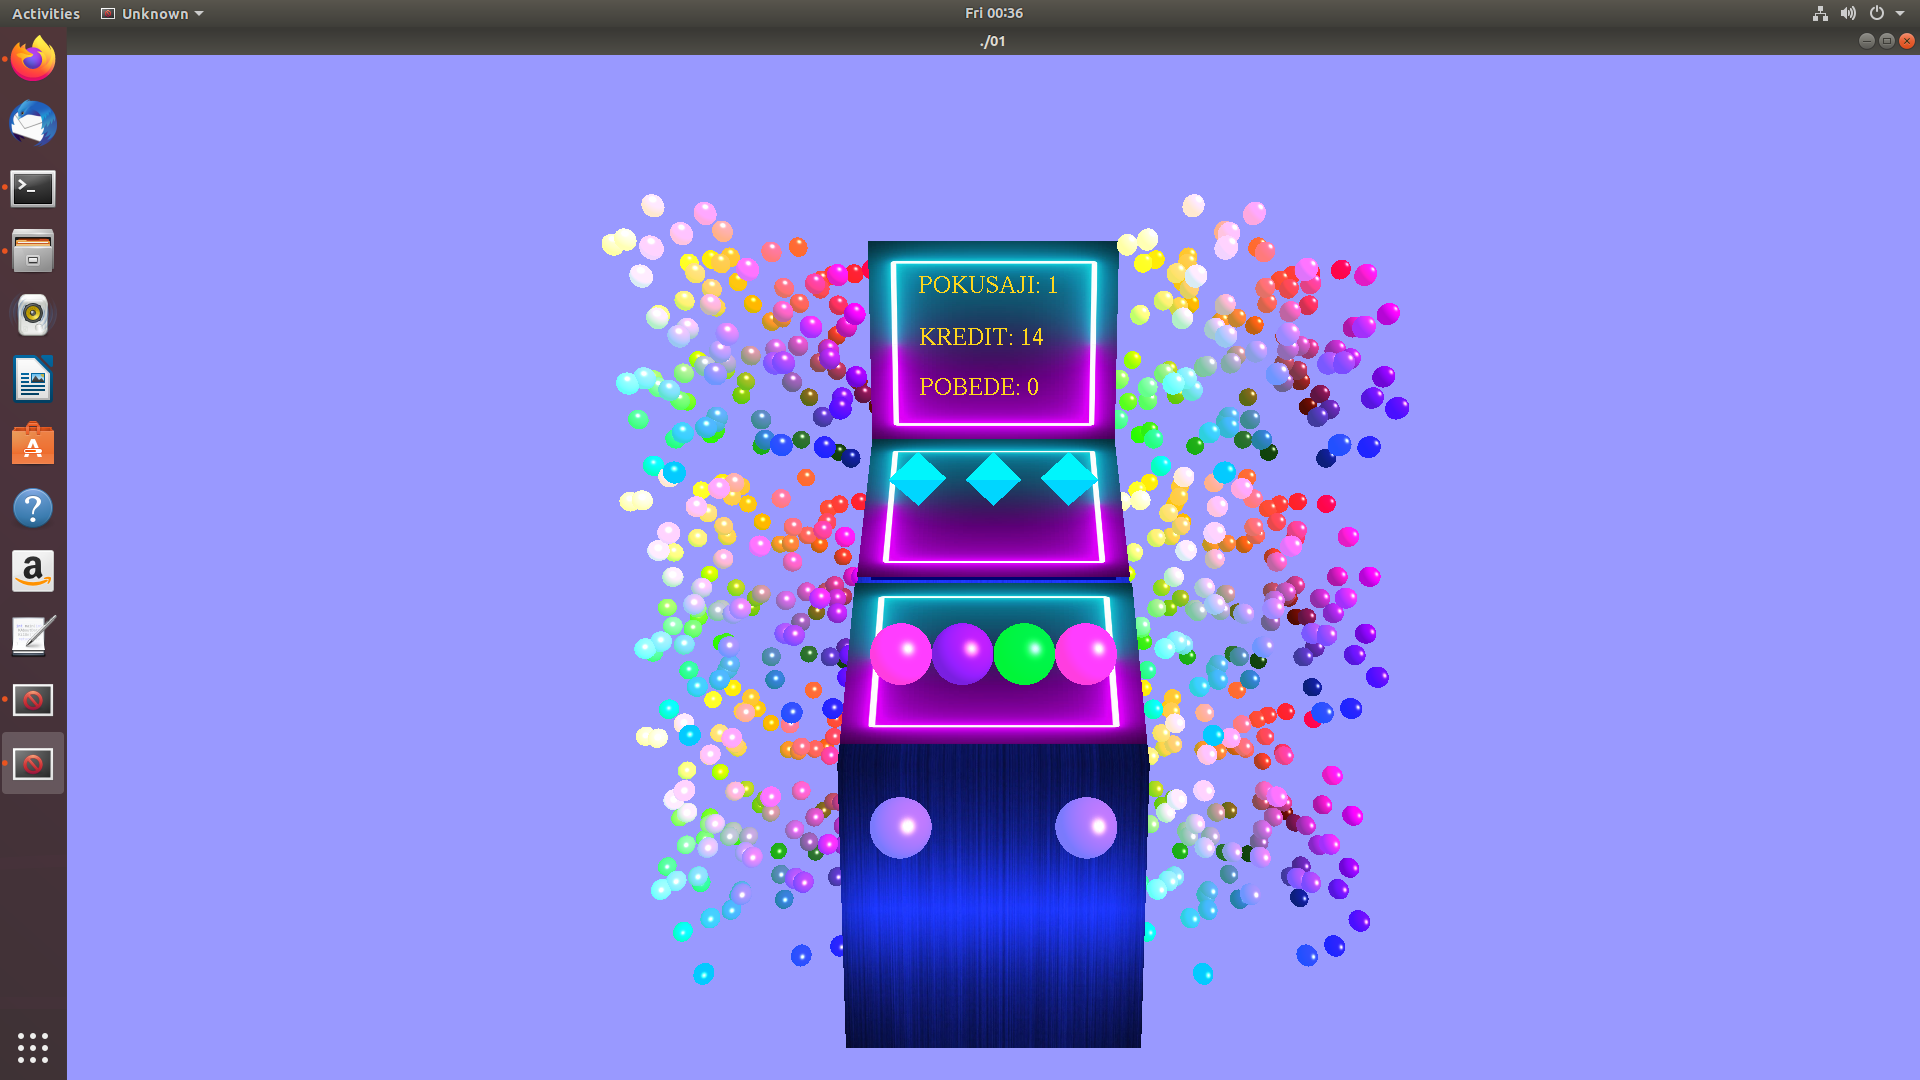 Activities
Unknown
Fri 00:36
./01
POKUSAJI: 1
KREDIT: 14
POBEDE: 0